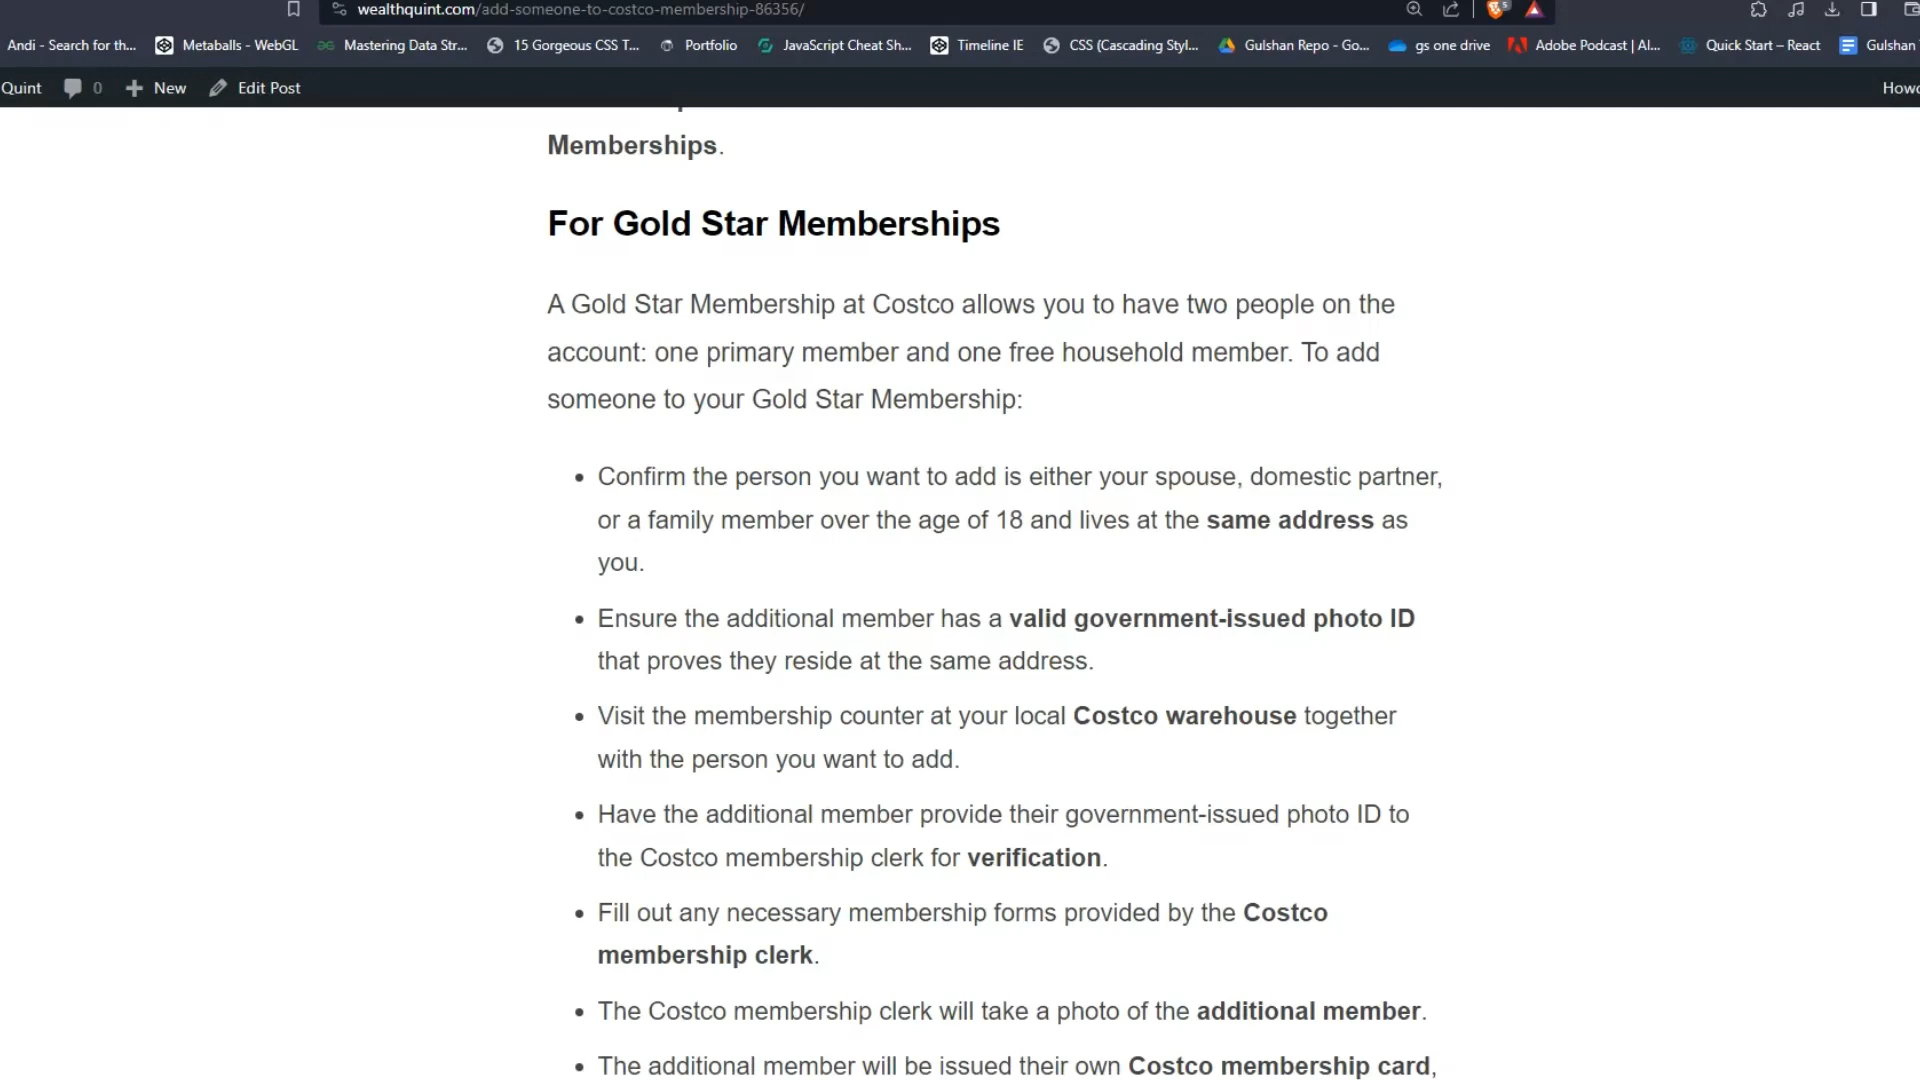 wealthquint.com/add-someone-to-costco-membership-86356/
5
Andi - Search for th... Metaballs - WebGL Mastering Data Str... 15 Gorgeous CSS T... Portfolio JavaScript Cheat Sh... Timeline IE CSS (Cascading Styl... Gulshan Repo - Go... gs one drive Adobe Podcast | AI... Quick Start – React Gulshan
Quint 0 New Edit Post Howd
Memberships.
For Gold Star Memberships
A Gold Star Membership at Costco allows you to have two people on the
account: one primary member and one free household member. To add
someone to your Gold Star Membership:
• Confirm the person you want to add is either your spouse, domestic partner,
or a family member over the age of 18 and lives at the same address as
you.
• Ensure the additional member has a valid government-issued photo ID
that proves they reside at the same address.
• Visit the membership counter at your local Costco warehouse together
with the person you want to add.
• Have the additional member provide their government-issued photo ID to
the Costco membership clerk for verification.
• Fill out any necessary membership forms provided by the Costco
membership clerk.
• The Costco membership clerk will take a photo of the additional member.
• The additional member will be issued their own Costco membership card,